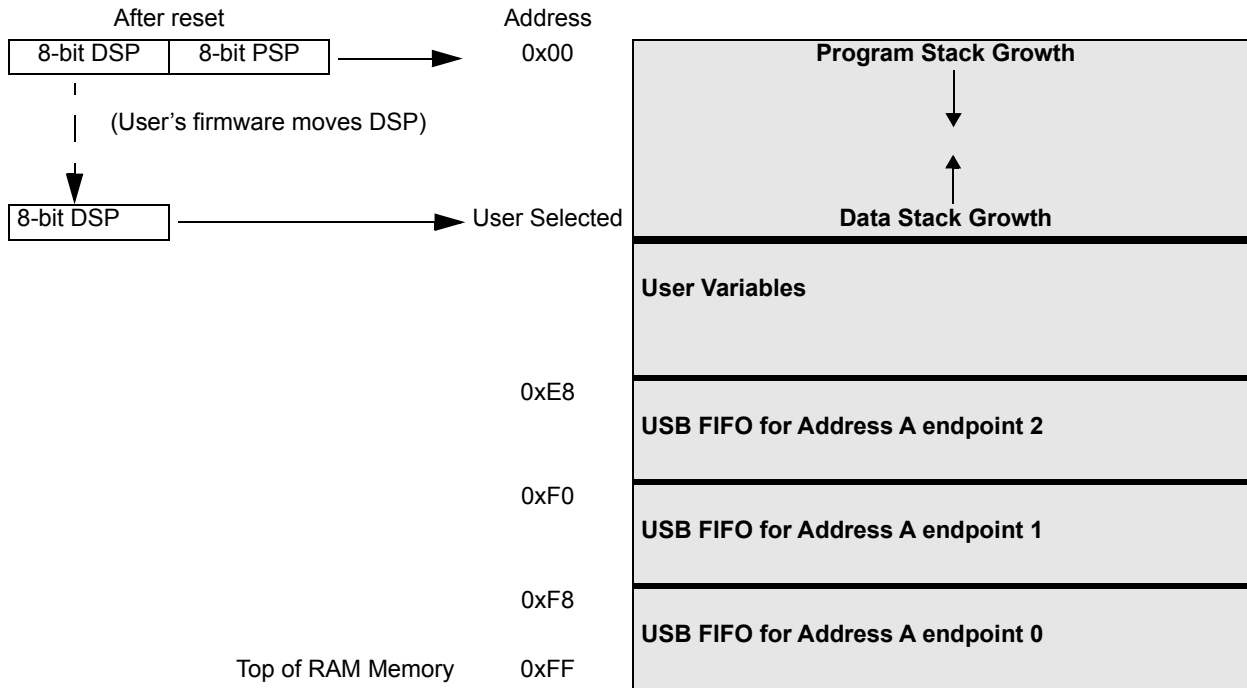 After reset Address
8-bit DSP 8-bit PSP 0x00 Program Stack Growth
(User’s firmware moves DSP)
8-bit DSP User Selected Data Stack Growth
User Variables
0xE8
USB FIFO for Address A endpoint 2
0xF0
USB FIFO for Address A endpoint 1
0xF8
USB FIFO for Address A endpoint 0
Top of RAM Memory 0xFF